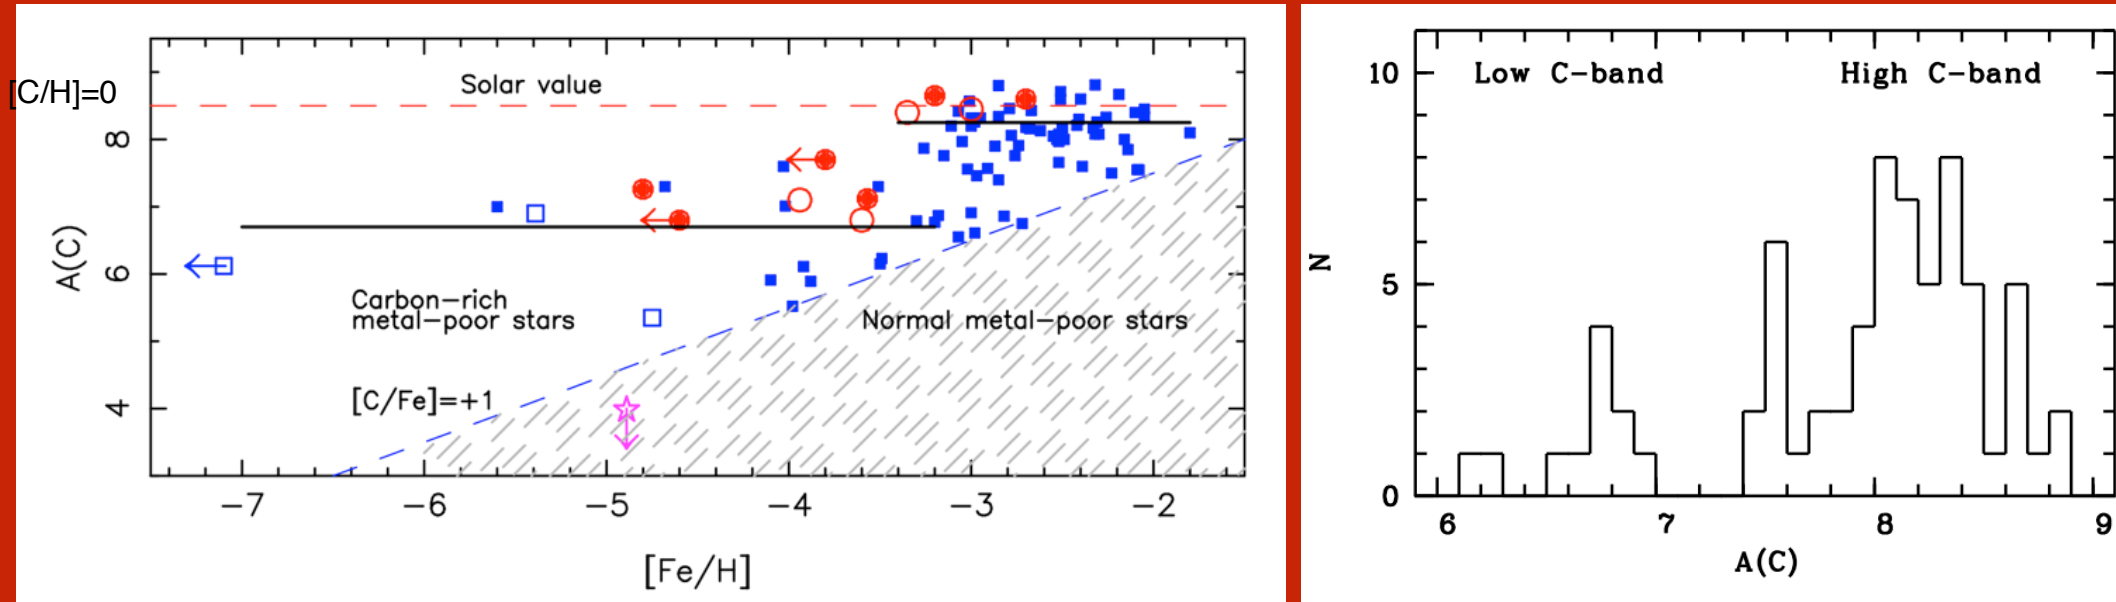 [C/H]=0
Solar value
8
6
4
A(C)
Carbon-rich
metal-poor stars
Normal metal-poor stars
[C/Fe]=+1
-7 -6 -5 -4 -3 -2
[Fe/H]
Low C-band High C-band
10
5
0
N
6 7 8 9
A(C)